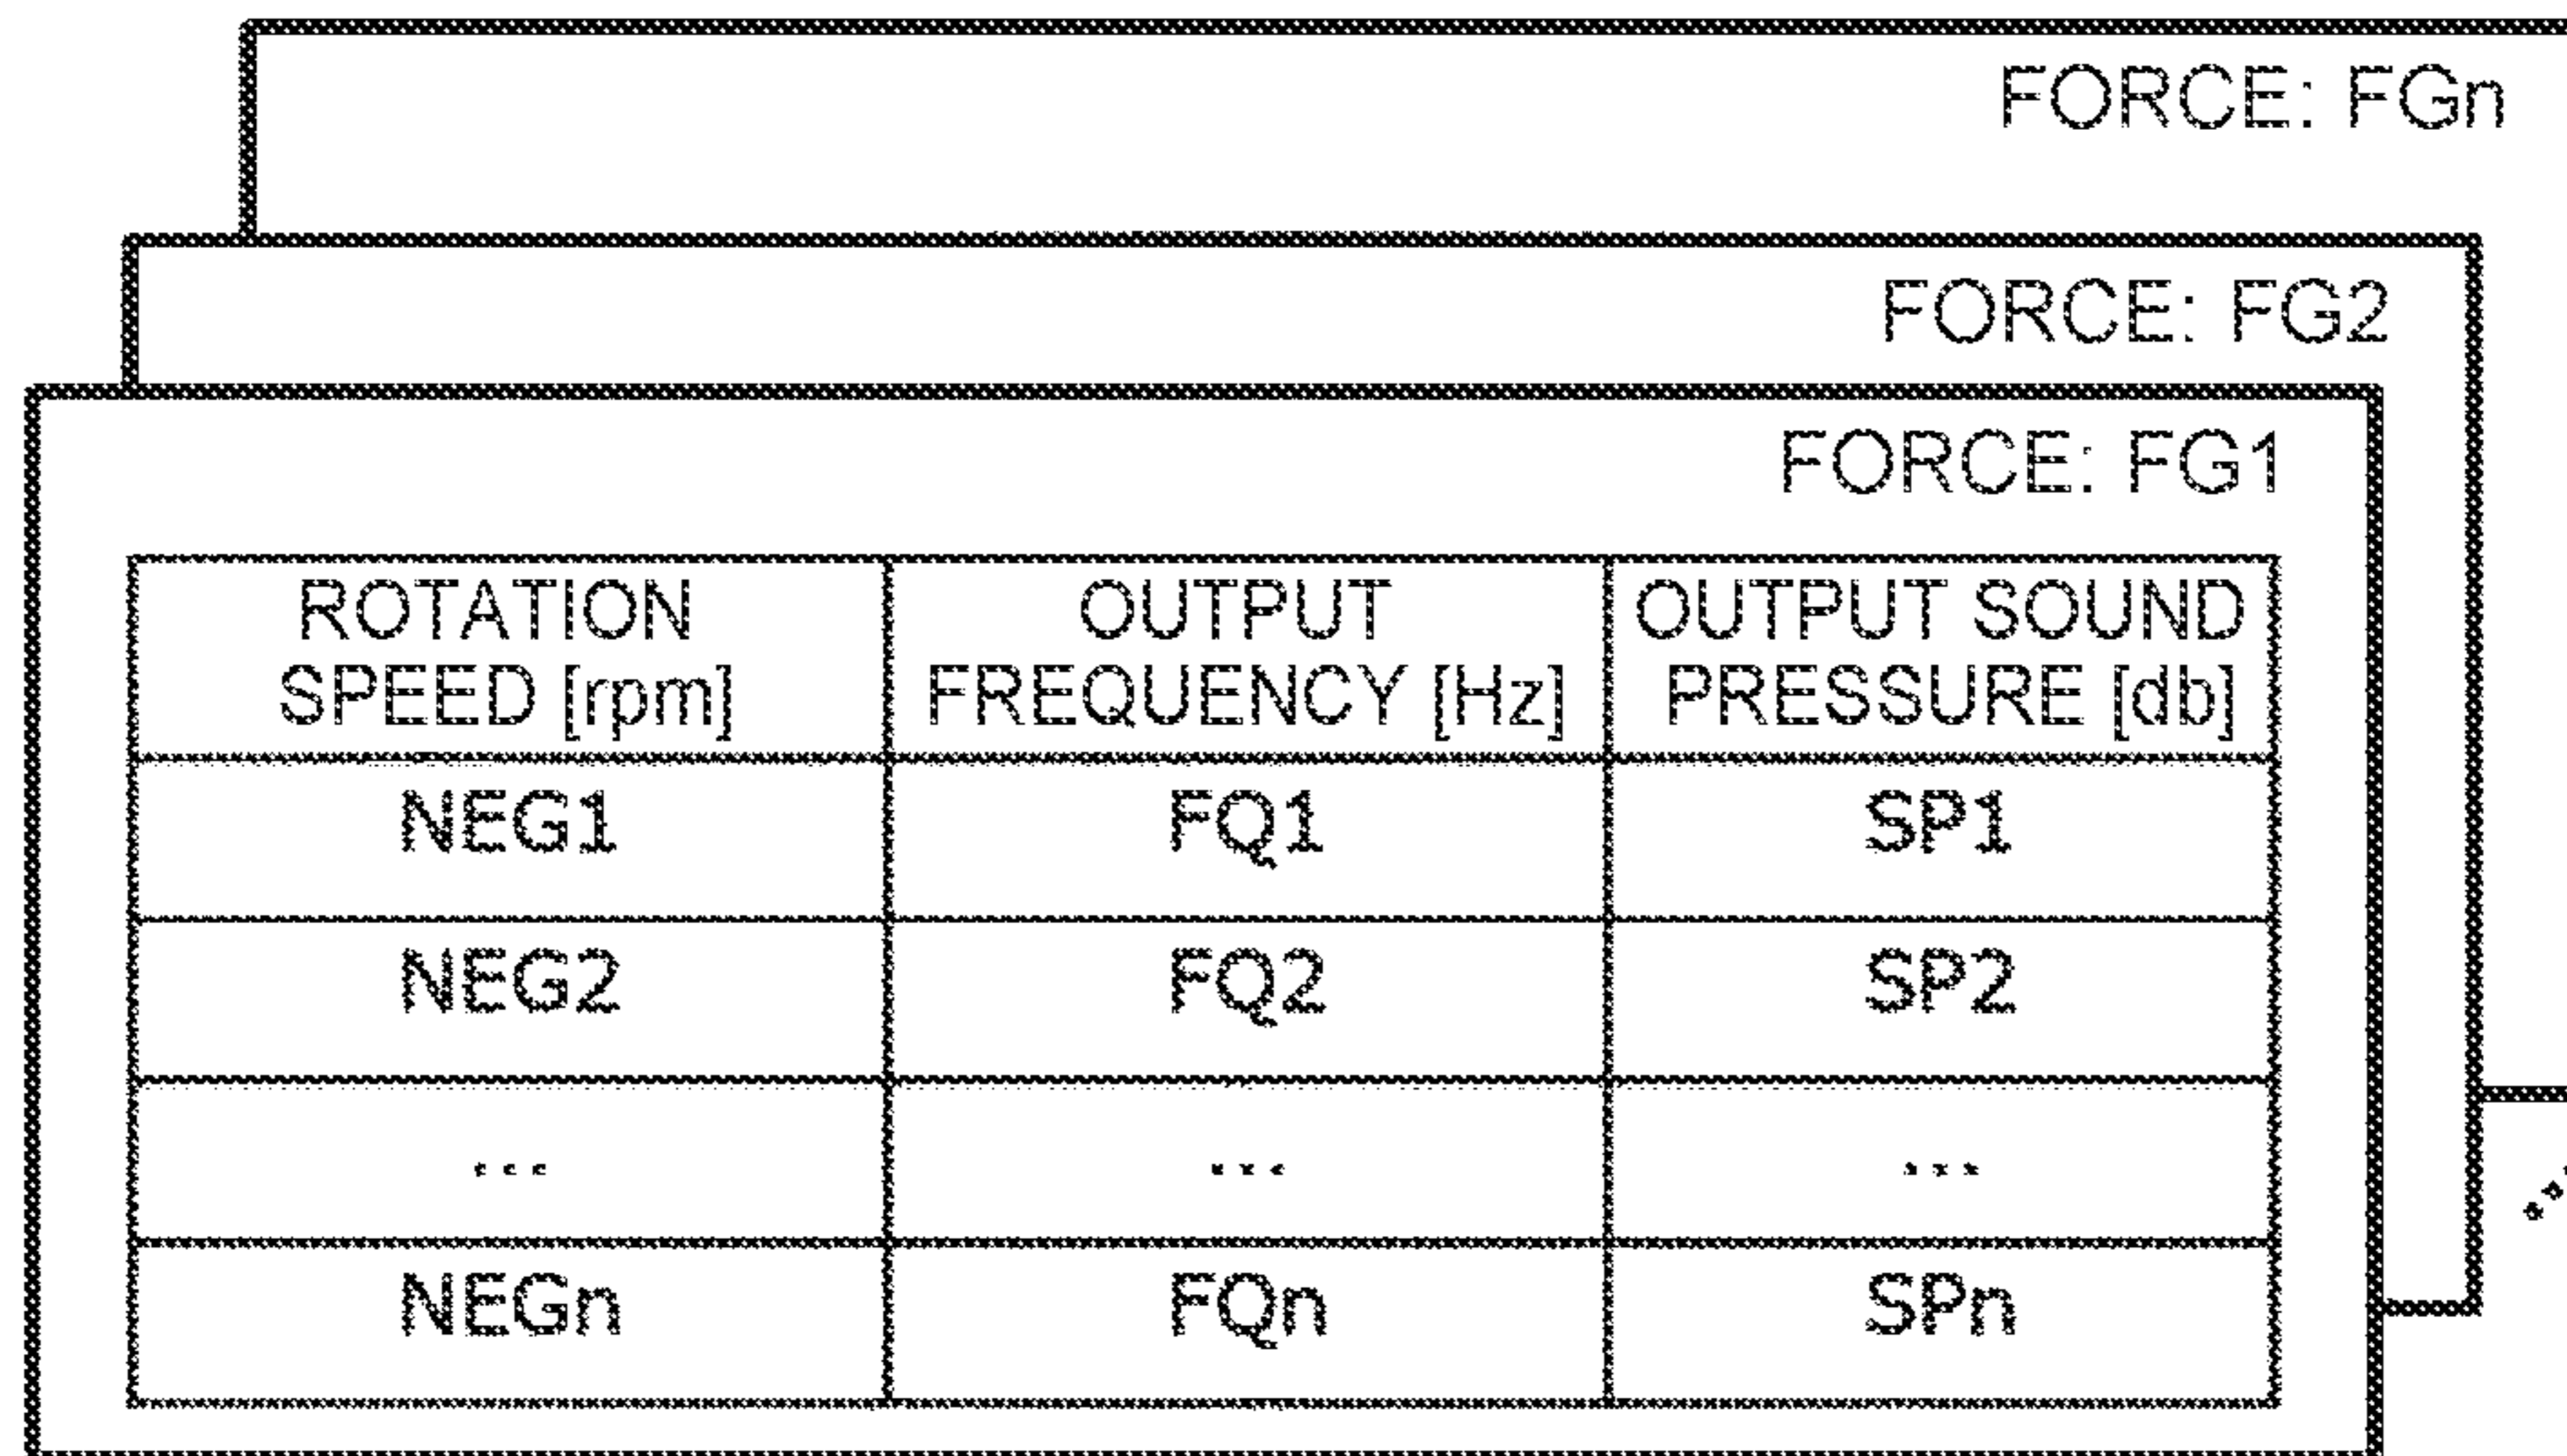 FORCE: FGn
FORCE: FG2
FORCE: FG1
ROTATION SPEED [rpm]
OUTPUT FREQUENCY [Hz]
OUTPUT SOUND PRESSURE [db]
NEG1 FQ1 SP1
NEG2 FQ2 SP2
... ... ...
NEGn FQn SPn